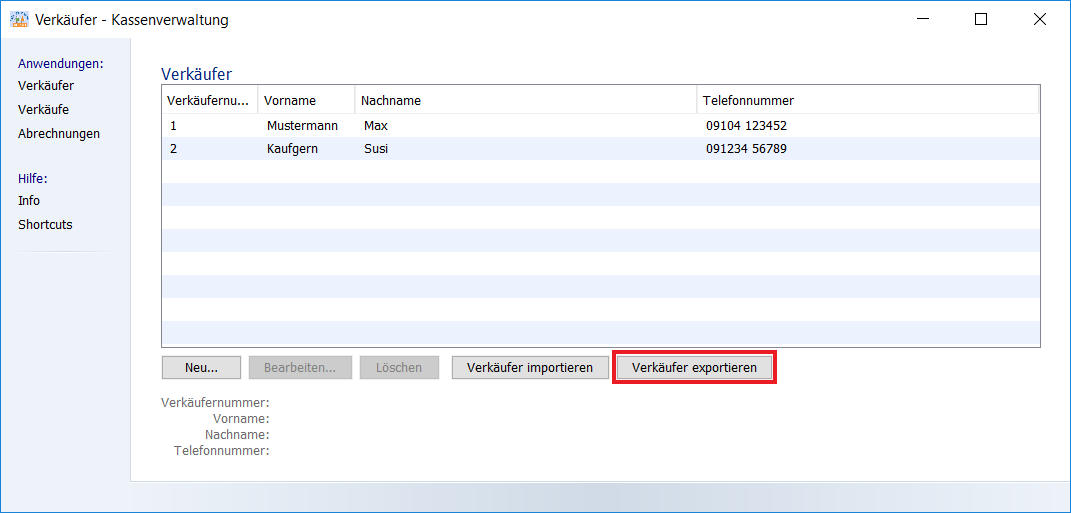 Verkäufer - Kassenverwaltung
Anwendungen:
Verkäufer
Verkäufe
Abrechnungen
Hilfe:
Info
Shortcuts
Verkäufer
Verkäufernu... Vorname Nachname Telefonnummer
1 Mustermann Max 09104 123452
2 Kaufgern Susi 091234 56789
Neu... Bearbeiten... Löschen Verkäufer importieren Verkäufer exportieren
Verkäufernummer:
Vorname:
Nachname:
Telefonnummer: